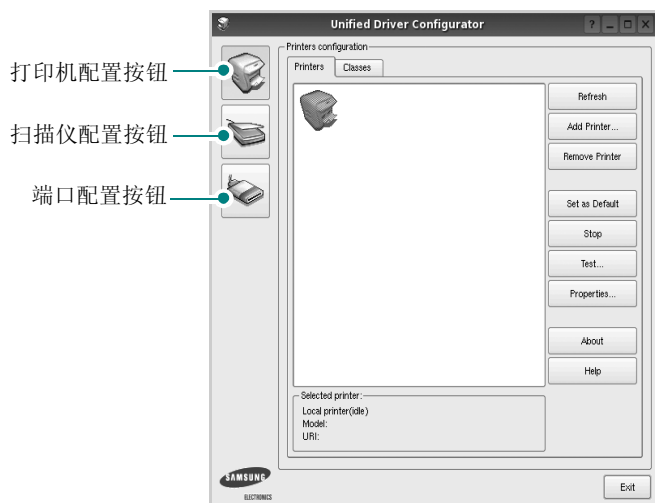 Unified Driver Configurator
打印机配置按钮
扫描仪配置按钮
端口配置按钮
Printers configuration
Printers
Classes
Refresh
Add Printer...
Remove Printer
Set as Default
Stop
Test...
Properties...
About
Help
Selected printer:
Local printer(idle)
Model:
URI:
SAMSUNG
ELECTRONICS
Exit